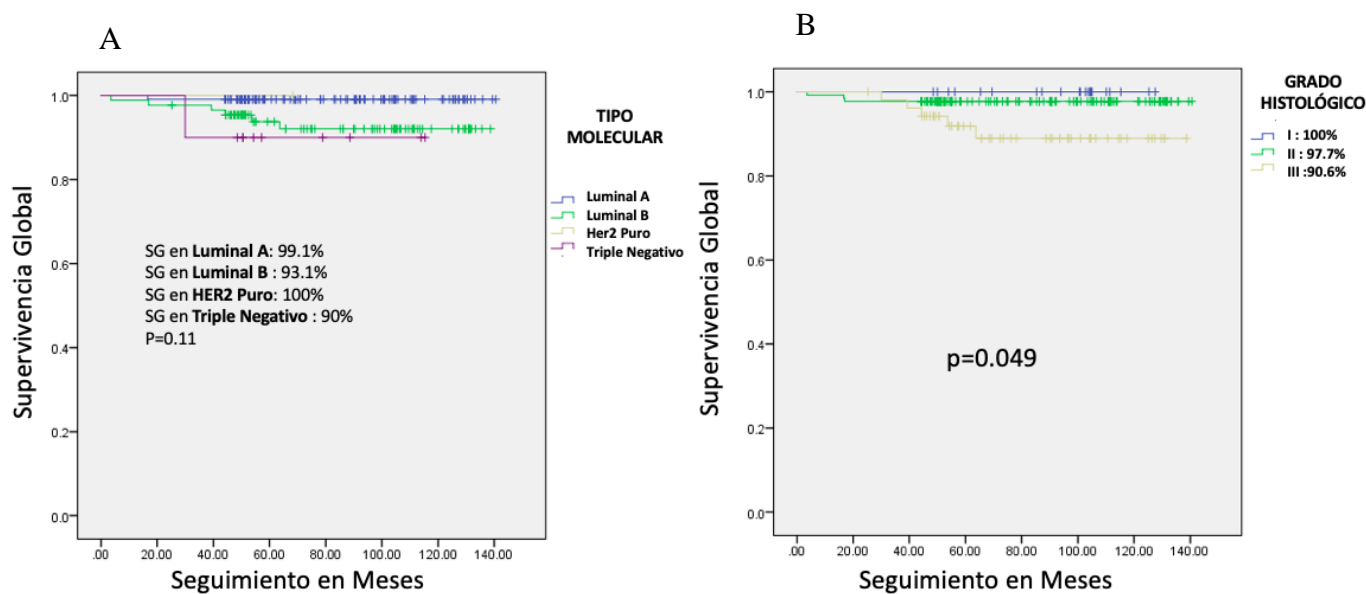 A
Supervivencia Global
1.0
0.8
0.6
0.4
0.2
0.0
SG en Luminal A: 99.1%
SG en Luminal B : 93.1%
SG en HER2 Puro: 100%
SG en Triple Negativo : 90%
P=0.11
.00 20.00 40.00 60.00 80.00 100.00 120.00 140.00
Seguimiento en Meses
TIPO
MOLECULAR
Luminal A
Luminal B
Her2 Puro
Triple Negativo
B
Supervivencia Global
1.0
0.8
0.6
0.4
0.2
0.0
p=0.049
.00 20.00 40.00 60.00 80.00 100.00 120.00 140.00
Seguimiento en Meses
GRADO
HISTOLÓGICO
I : 100%
II : 97.7%
III :90.6%